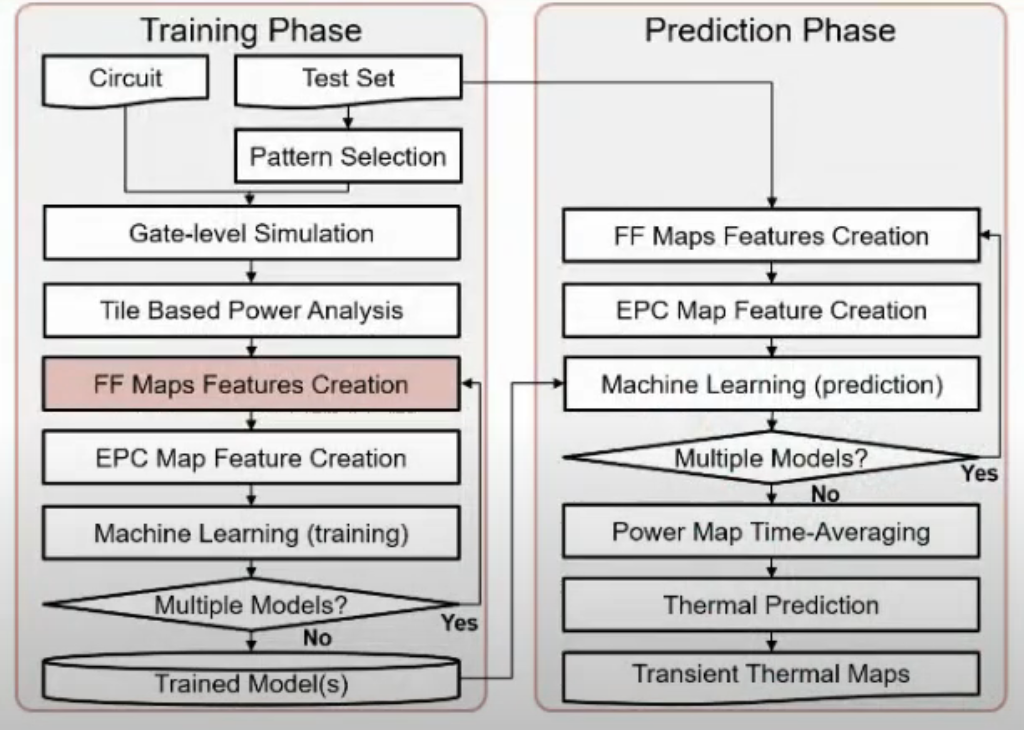 Training Phase
Circuit
Test Set
Pattern Selection
Gate-level Simulation
Tile Based Power Analysis
FF Maps Features Creation
EPC Map Feature Creation
Machine Learning (training)
Multiple Models?
Yes
No
Trained Model(s)
Prediction Phase
FF Maps Features Creation
EPC Map Feature Creation
Machine Learning (prediction)
Multiple Models?
Yes
No
Power Map Time-Averaging
Thermal Prediction
Transient Thermal Maps